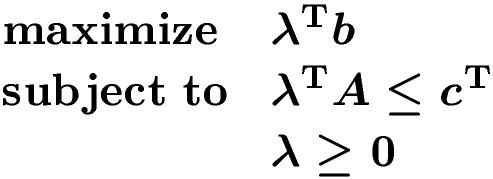 maximize λᵀb
subject to λᵀA ≤ cᵀ
λ ≥ 0